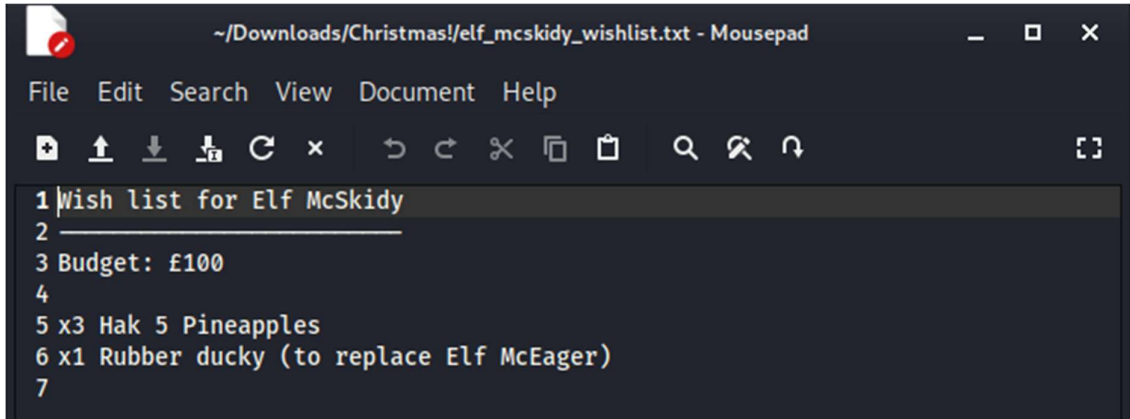 ~/Downloads/Christmas!/elf_mcskidy_wishlist.txt - Mousepad
File Edit Search View Document Help
1 Wish list for Elf McSkidy
2 -------------------------
3 Budget: £100
4
5 x3 Hak 5 Pineapples
6 x1 Rubber ducky (to replace Elf McEager)
7